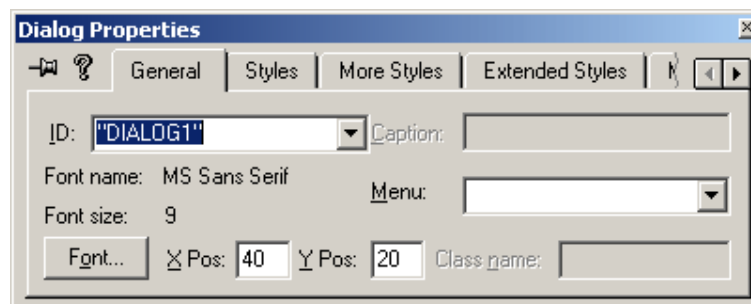 Dialog Properties
General Styles More Styles Extended Styles
ID: "DIALOG1" Caption:
Font name: MS Sans Serif Menu:
Font size: 9
Font... X Pos: 40 Y Pos: 20 Class name: